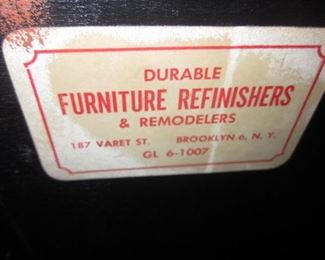 DURABLE
FURNITURE REFINISHERS
& REMODELERS
187 VARET ST. BROOKLYN 6, N. Y.
GL 6-1007